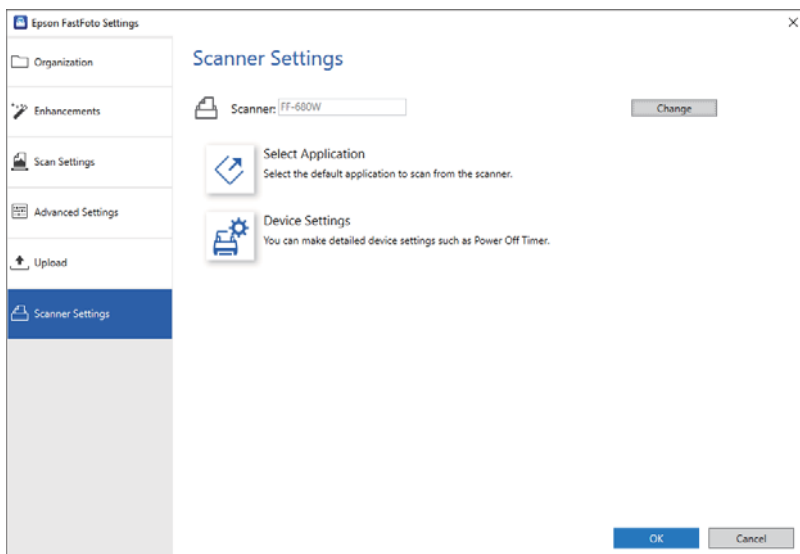 Epson FastFoto Settings
Organization
Enhancements
Scan Settings
Advanced Settings
Upload
Scanner Settings
Scanner Settings
Scanner: FF-680W
Change
Select Application
Select the default application to scan from the scanner.
Device Settings
You can make detailed device settings such as Power Off Timer.
OK
Cancel